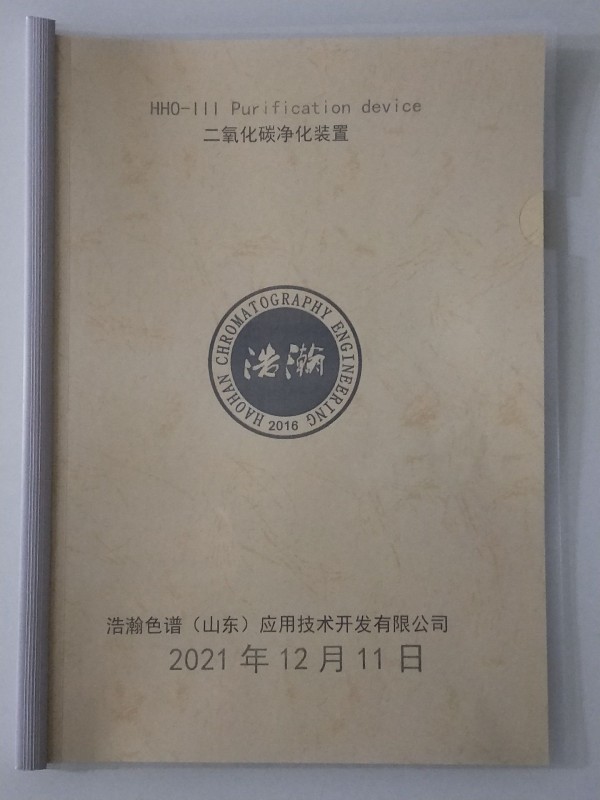 HHO-III Purification device
二氧化碳净化装置
HAOHAN CHROMATOGRAPHY ENGINEERING
浩瀚
2016
浩瀚色谱（山东）应用技术开发有限公司
2021 年 12 月 11 日